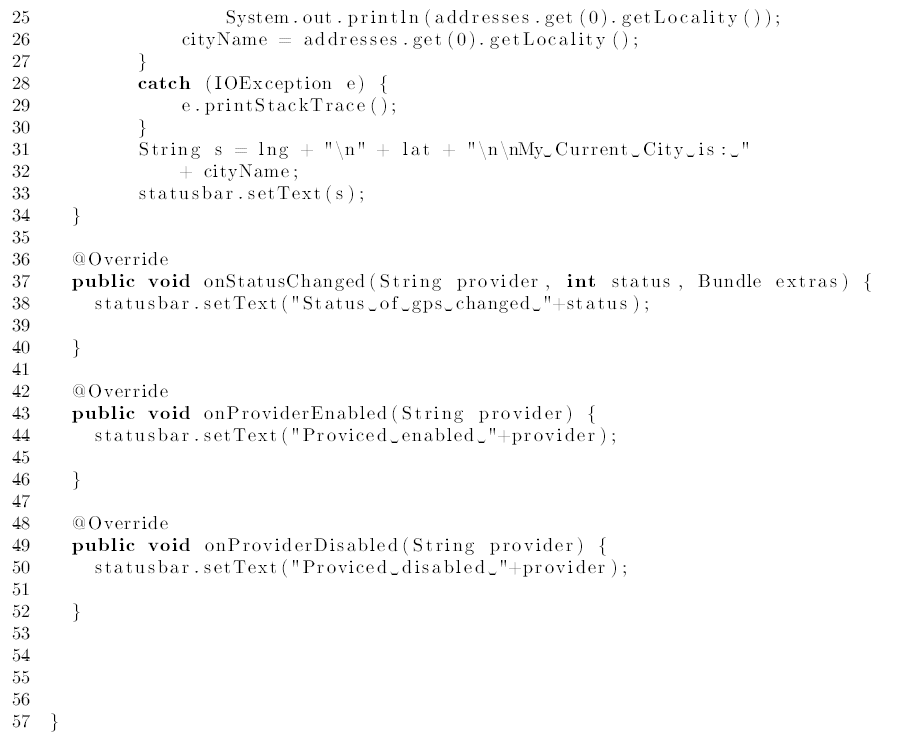 25 System.out.println(addresses.get(0).getLocality());
26 cityName = addresses.get(0).getLocality();
27 }
28 catch (IOException e) {
29 e.printStackTrace();
30 }
31 String s = lng + "\n" + lat + "\n\nMy␣Current␣City␣is:␣"
32 + cityName;
33 statusbar.setText(s);
34 }
35
36 @Override
37 public void onStatusChanged(String provider, int status, Bundle extras) {
38 statusbar.setText("Status␣of␣gps␣changed␣"+status);
39
40 }
41
42 @Override
43 public void onProviderEnabled(String provider) {
44 statusbar.setText("Proviced␣enabled␣"+provider);
45
46 }
47
48 @Override
49 public void onProviderDisabled(String provider) {
50 statusbar.setText("Proviced␣disabled␣"+provider);
51
52 }
53
54
55
56
57 }